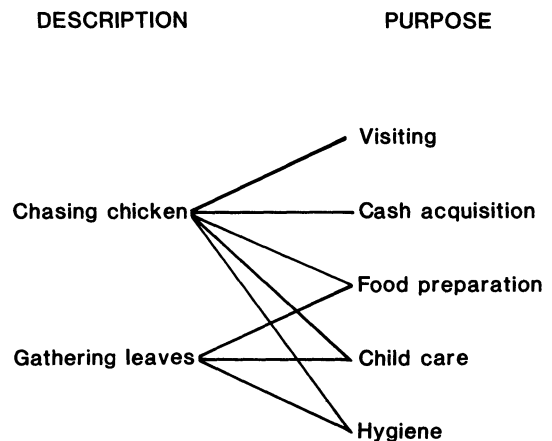 DESCRIPTION PURPOSE
Visiting
Chasing chicken Cash acquisition
Food preparation
Gathering leaves Child care
Hygiene